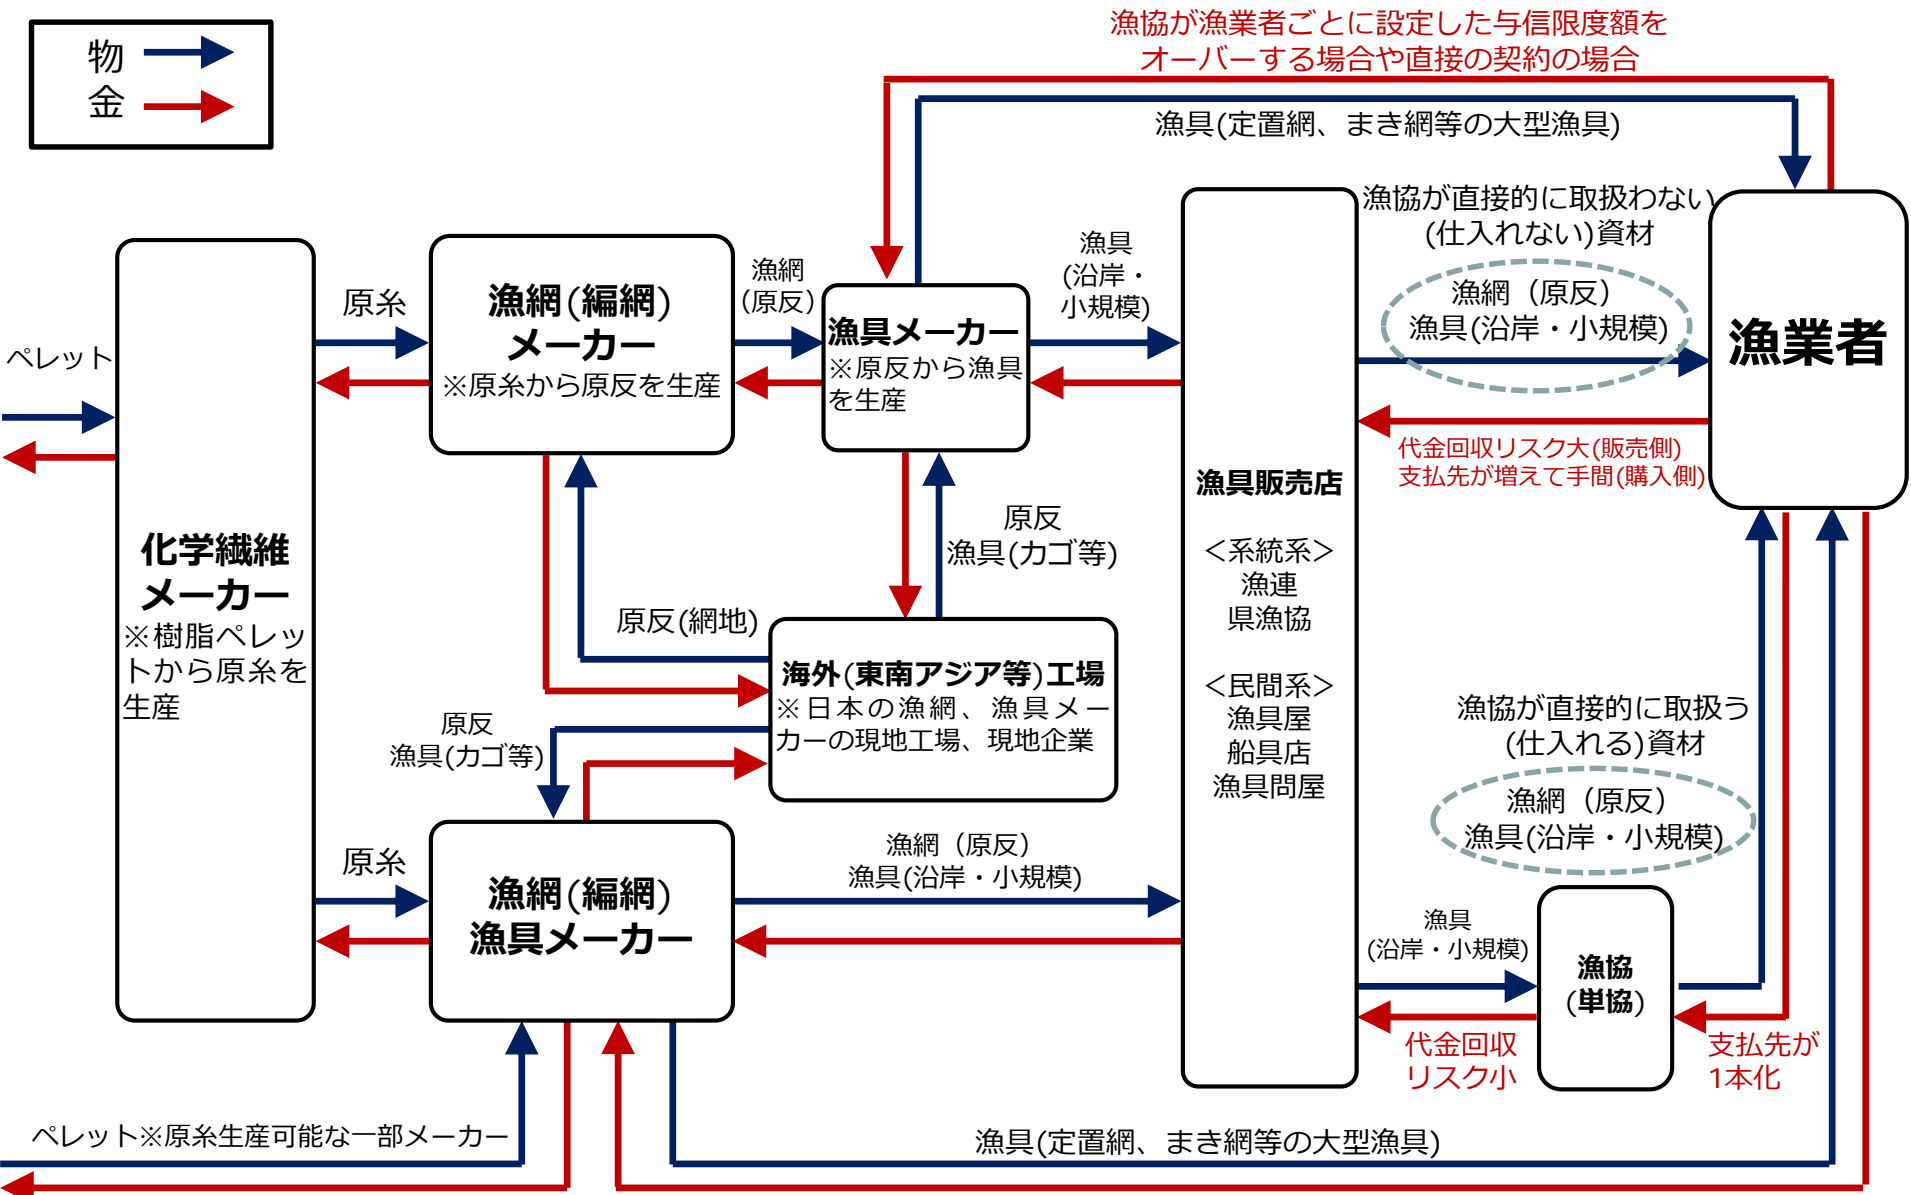 物
金
漁協が漁業者ごとに設定した与信限度額を
オーバーする場合や直接の契約の場合
漁具(定置網、まき網等の大型漁具)
ペレット
化学繊維
メーカー
※樹脂ペレッ
トから原糸を
生産
原糸
漁網(編網)
メーカー
※原糸から原反を生産
漁網
（原反）
漁具メーカー
※原反から漁具
を生産
漁具
(沿岸・
小規模)
漁具販売店
＜系統系＞
漁連
県漁協
＜民間系＞
漁具屋
船具店
漁具問屋
漁協が直接的に取扱わない
(仕入れない)資材
漁網（原反）
漁具(沿岸・小規模)
漁業者
代金回収リスク大(販売側)
支払先が増えて手間(購入側)
原反
漁具(カゴ等)
原反(網地)
海外(東南アジア等)工場
※日本の漁網、漁具メー
カーの現地工場、現地企業
原反
漁具(カゴ等)
原糸
漁網(編網)
漁具メーカー
漁網（原反）
漁具(沿岸・小規模)
漁協が直接的に取扱う
(仕入れる)資材
漁網（原反）
漁具(沿岸・小規模)
漁具
(沿岸・小規模)
漁協
(単協)
代金回収
リスク小
支払先が
1本化
ペレット※原糸生産可能な一部メーカー
漁具(定置網、まき網等の大型漁具)